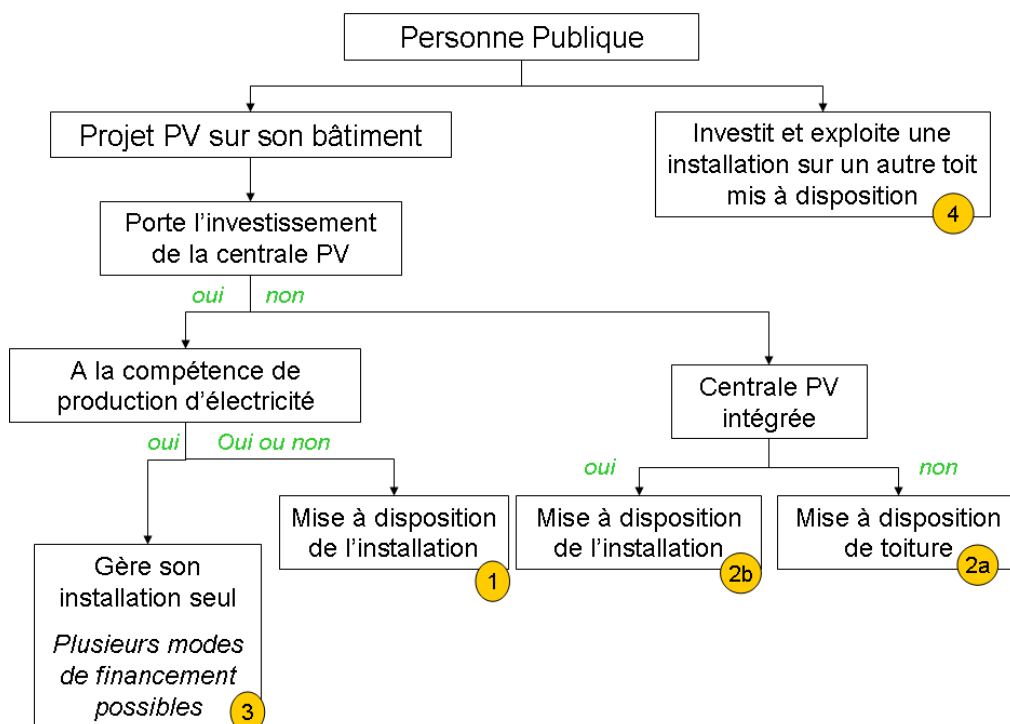 Personne Publique
Projet PV sur son bâtiment
Investit et exploite une
installation sur un autre toit
mis à disposition
4
Porte l’investissement
de la centrale PV
oui
non
A la compétence de
production d’électricité
Centrale PV
intégrée
oui
Oui ou non
oui
non
Gère son
installation seul
Plusieurs modes
de financement
possibles
3
Mise à disposition
de l’installation
1
Mise à disposition
de l’installation
2b
Mise à disposition
de toiture
2a